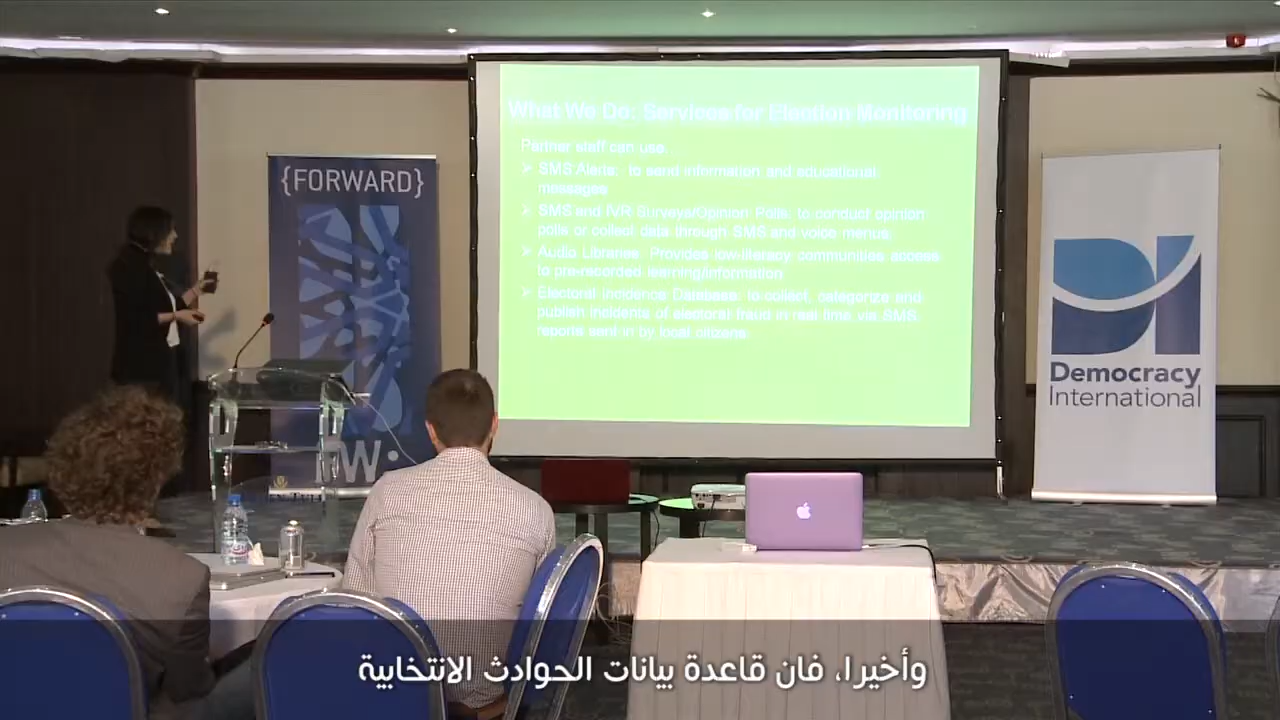 What We Do: Services for Election Monitoring
Partner staff can use...
SMS Alerts: to send information and educational
messages
SMS and IVR Surveys/Opinion Polls: to conduct opinion
polls or collect data through SMS and voice menus.
Audio Libraries: Provides low-literacy communities access
to pre-recorded learning/information
Electoral Incidence Database: to collect, categorize and
publish incidents of electoral fraud in real time via SMS
reports sent in by local citizens.
{FORWARD}
Democracy
International
وأخيرا، فان قاعدة بيانات الحوادث الانتخابية